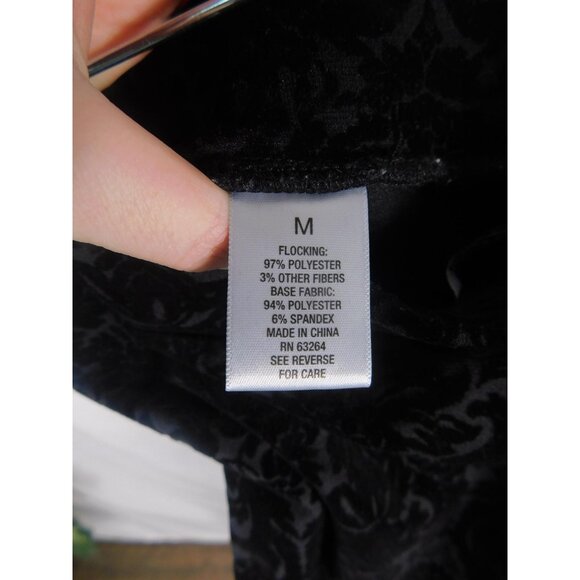 M
FLOCKING:
97% POLYESTER
3% OTHER FIBERS
BASE FABRIC:
94% POLYESTER
6% SPANDEX
MADE IN CHINA
RN 63264
SEE REVERSE
FOR CARE